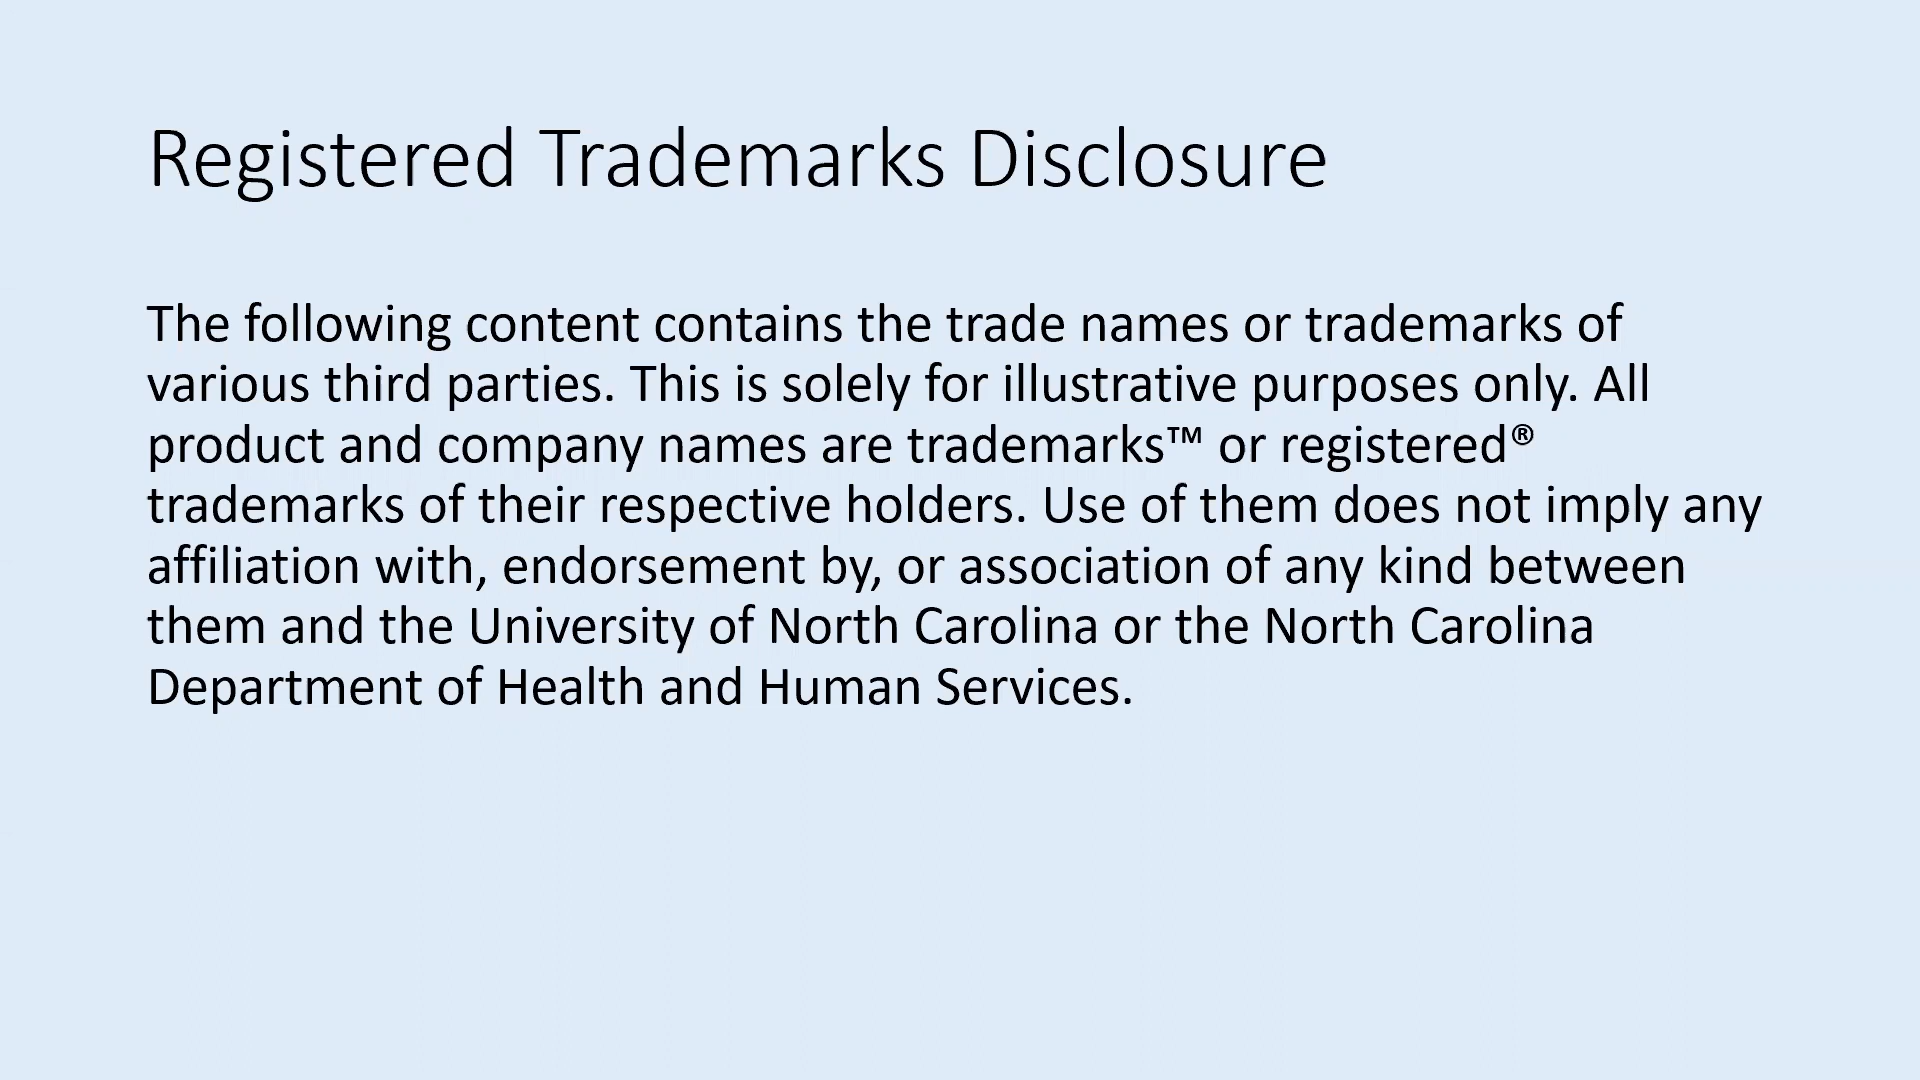 Registered Trademarks Disclosure
The following content contains the trade names or trademarks of
various third parties. This is solely for illustrative purposes only. All
product and company names are trademarks™ or registered®
trademarks of their respective holders. Use of them does not imply any
affiliation with, endorsement by, or association of any kind between
them and the University of North Carolina or the North Carolina
Department of Health and Human Services.